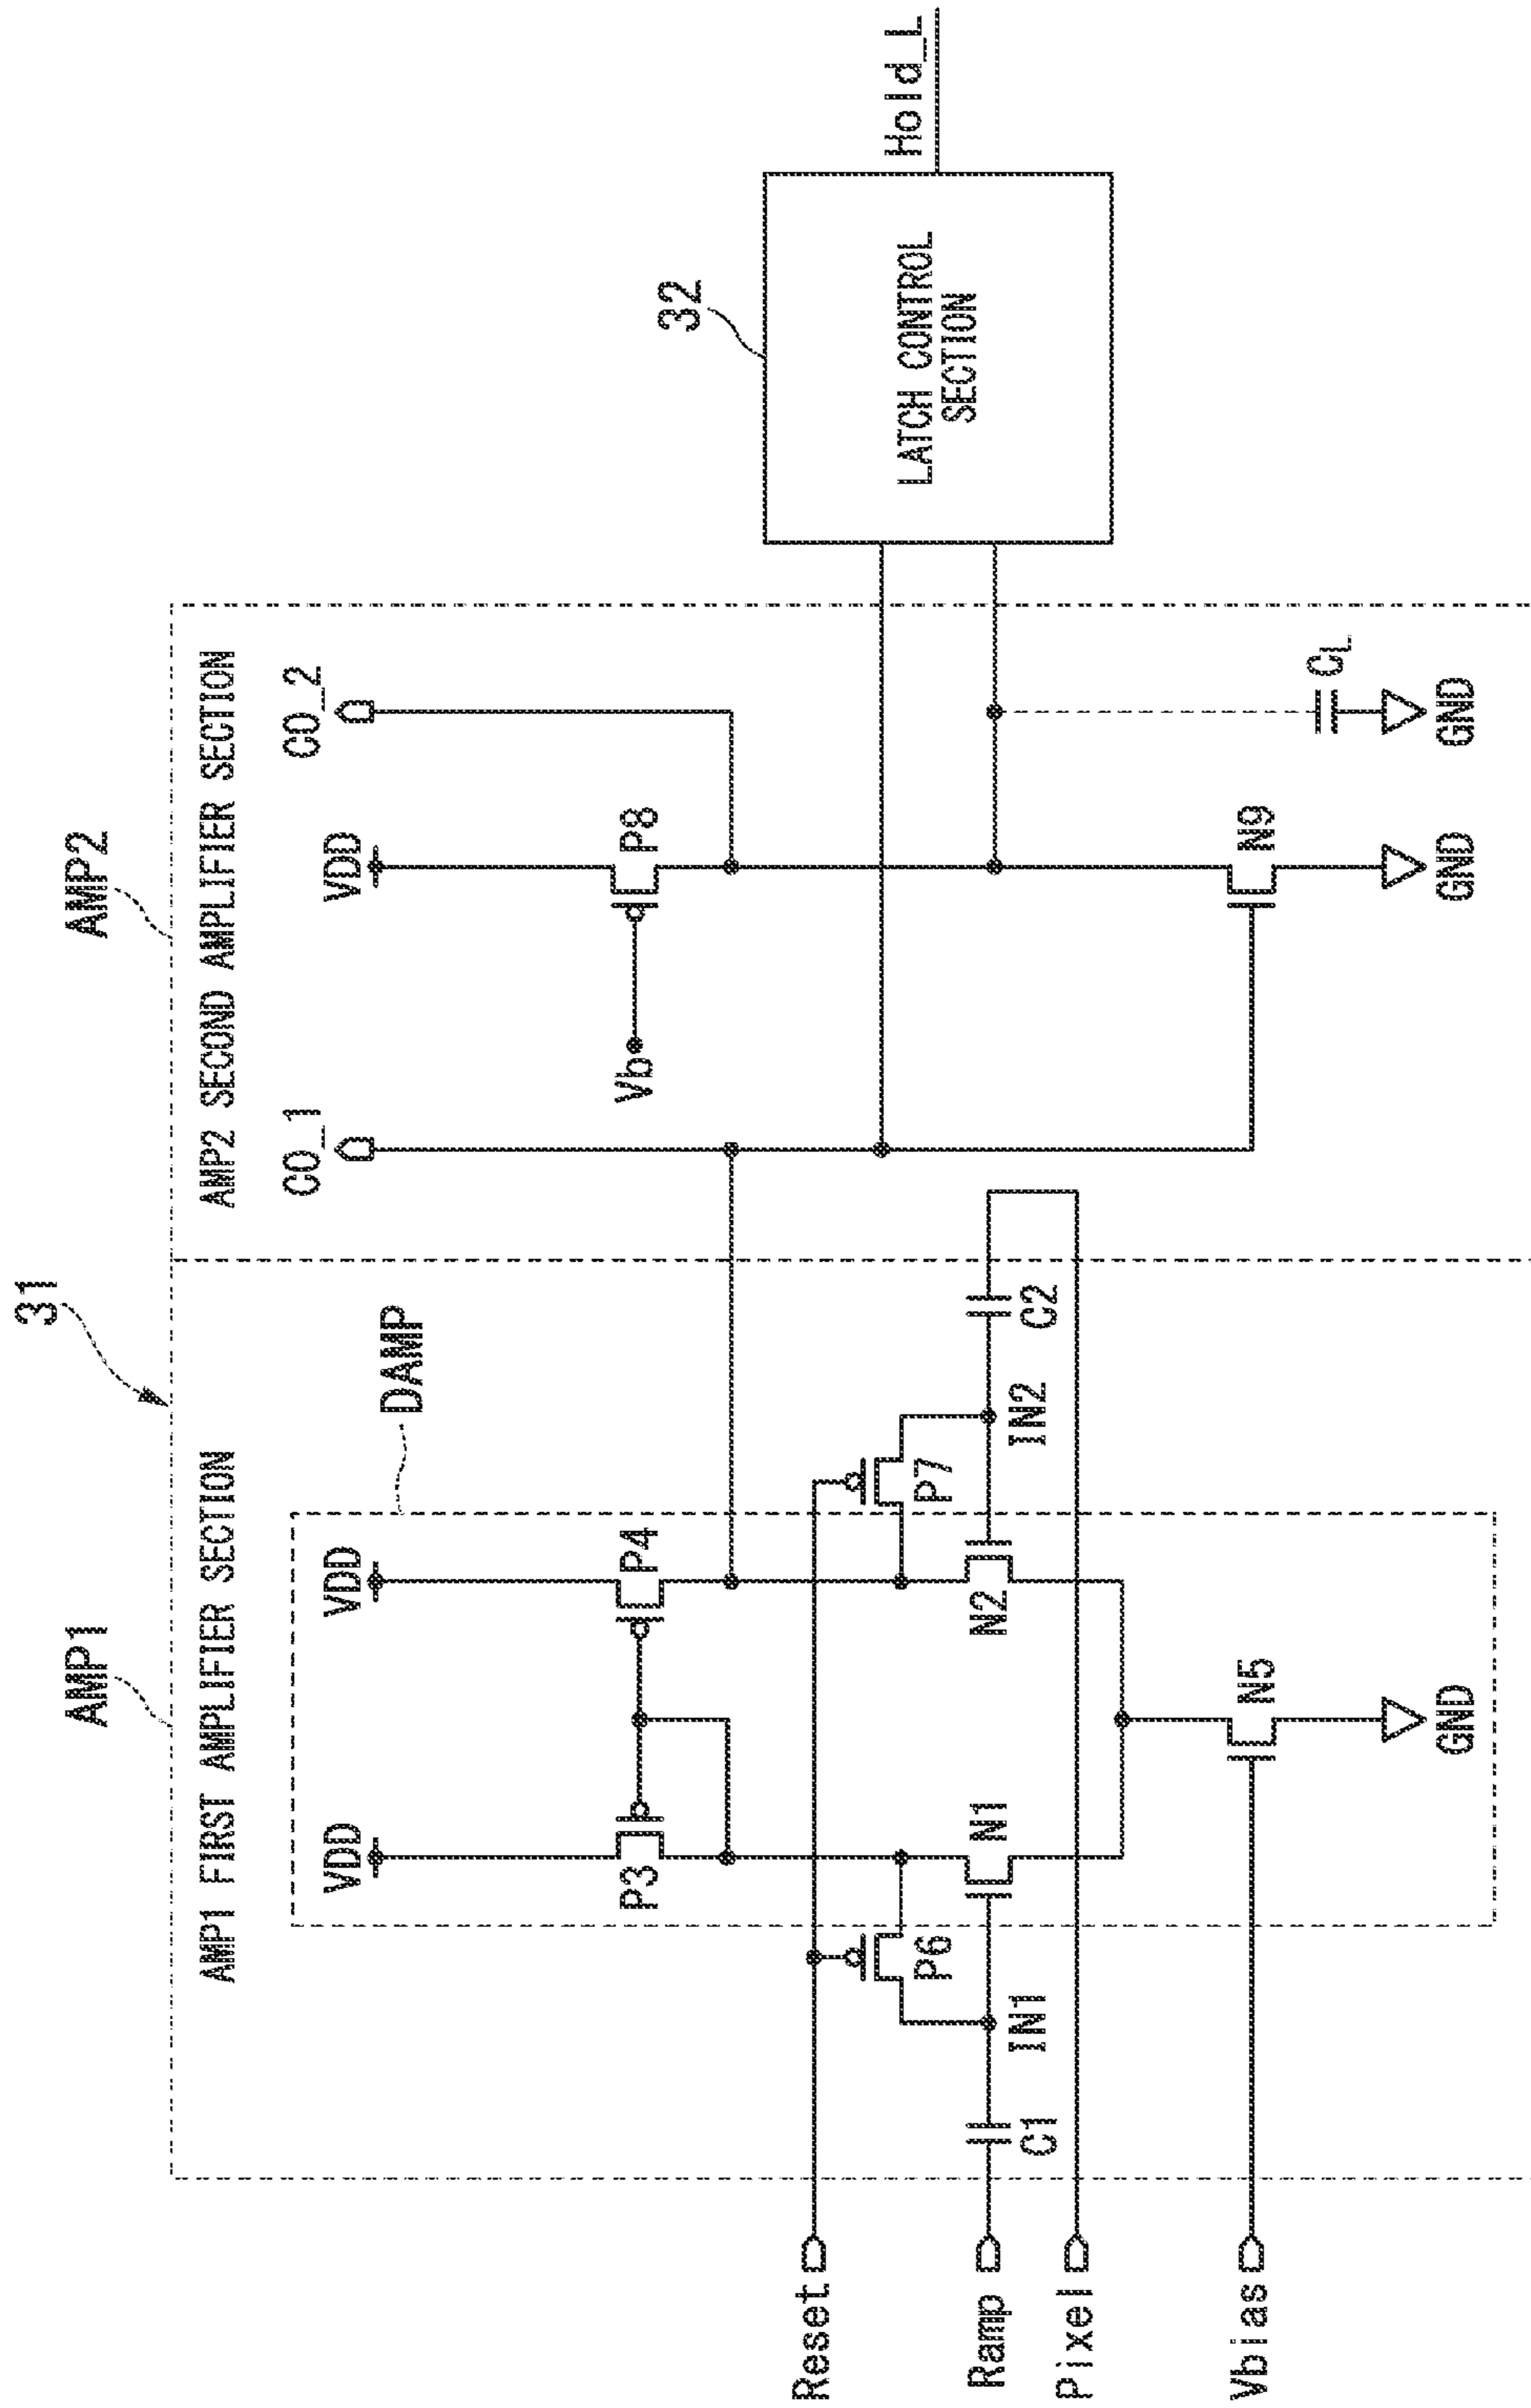 31
AMP1
AMP2
AMP1 FIRST AMPLIFIER SECTION
AMP2 SECOND AMPLIFIER SECTION
DAMP
VDD
VDD
CO_1
VDD
CO_2
P3
P4
Vb
P8
32
Reset
P6
P7
LATCH CONTROL
SECTION
Hold_L
Ramp
C1
IN1
N1
N2
IN2
C2
Pixel
Vbias
N5
N9
CL
GND
GND
GND